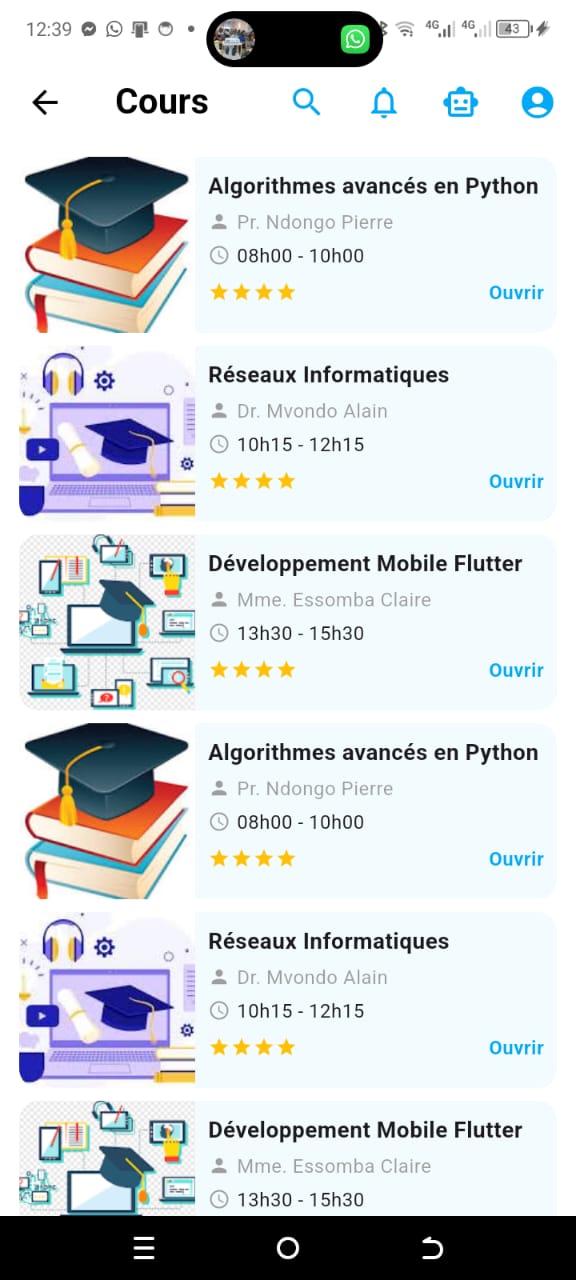 12:39
4G
4G
43
Cours
Algorithmes avancés en Python
Pr. Ndongo Pierre
08h00 - 10h00
Ouvrir
Réseaux Informatiques
Dr. Mvondo Alain
10h15 - 12h15
Ouvrir
Développement Mobile Flutter
Mme. Essomba Claire
13h30 - 15h30
Ouvrir
Algorithmes avancés en Python
Pr. Ndongo Pierre
08h00 - 10h00
Ouvrir
Réseaux Informatiques
Dr. Mvondo Alain
10h15 - 12h15
Ouvrir
Développement Mobile Flutter
Mme. Essomba Claire
13h30 - 15h30